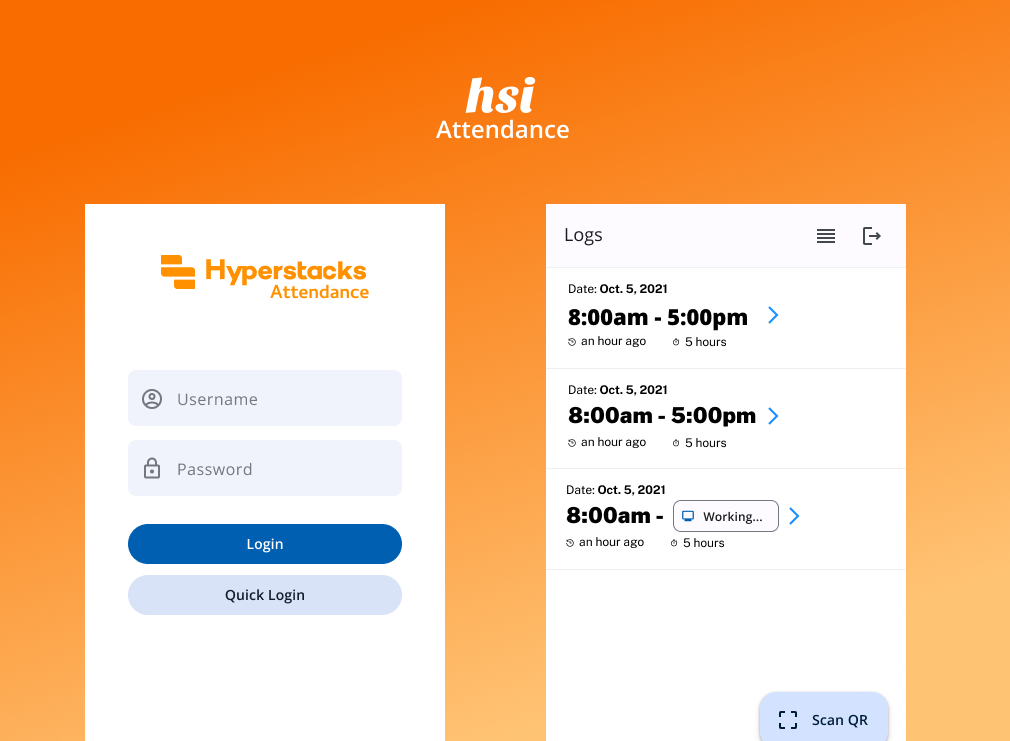 hsi
Attendance
Hyperstacks
Attendance
Username
Password
Login
Quick Login
Logs
Date: Oct. 5, 2021
8:00am - 5:00pm
an hour ago 5 hours
Date: Oct. 5, 2021
8:00am - 5:00pm
an hour ago 5 hours
Date: Oct. 5, 2021
8:00am - Working...
an hour ago 5 hours
Scan QR